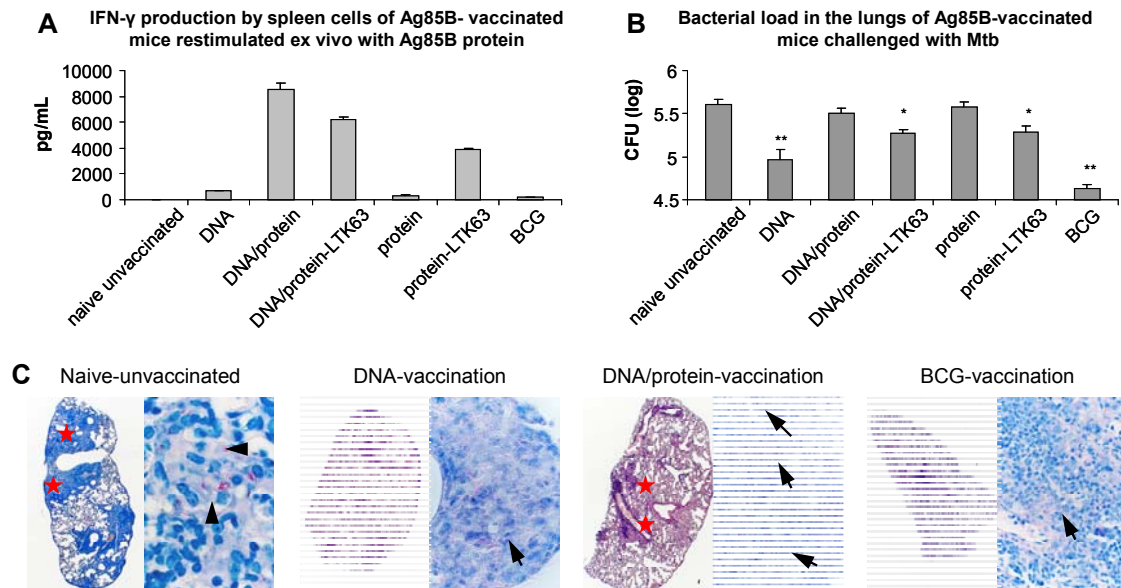 A
IFN-γ production by spleen cells of Ag85B- vaccinated
mice restimulated ex vivo with Ag85B protein
pg/mL
10000
8000
6000
4000
2000
0
naive unvaccinated
DNA
DNA/protein
DNA/protein-LTK63
protein
protein-LTK63
BCG
B
Bacterial load in the lungs of Ag85B-vaccinated
mice challenged with Mtb
CFU (log)
6
5.5
5
4.5
**
*
*
**
naive unvaccinated
DNA
DNA/protein
DNA/protein-LTK63
protein
protein-LTK63
BCG
C
Naive-unvaccinated
DNA-vaccination
DNA/protein-vaccination
BCG-vaccination